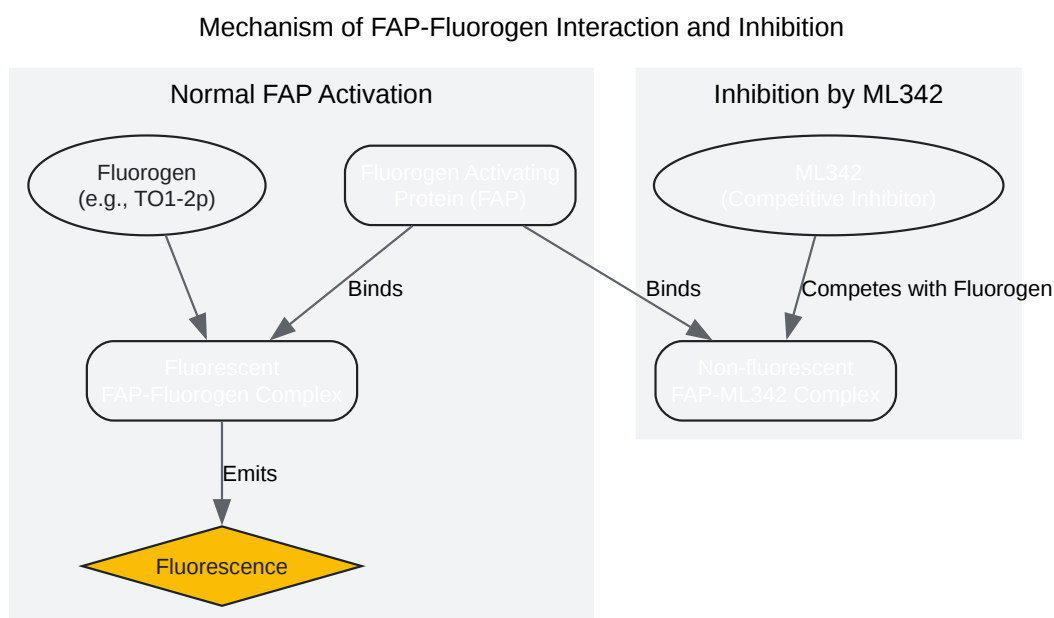 Mechanism of FAP-Fluorogen Interaction and Inhibition
Normal FAP Activation
Inhibition by ML342
Fluorogen
(e.g., TO1-2p)
Fluorogen Activating
Protein (FAP)
ML342
(Competitive Inhibitor)
Binds
Binds
Competes with Fluorogen
Fluorescent
FAP-Fluorogen Complex
Non-fluorescent
FAP-ML342 Complex
Emits
Fluorescence